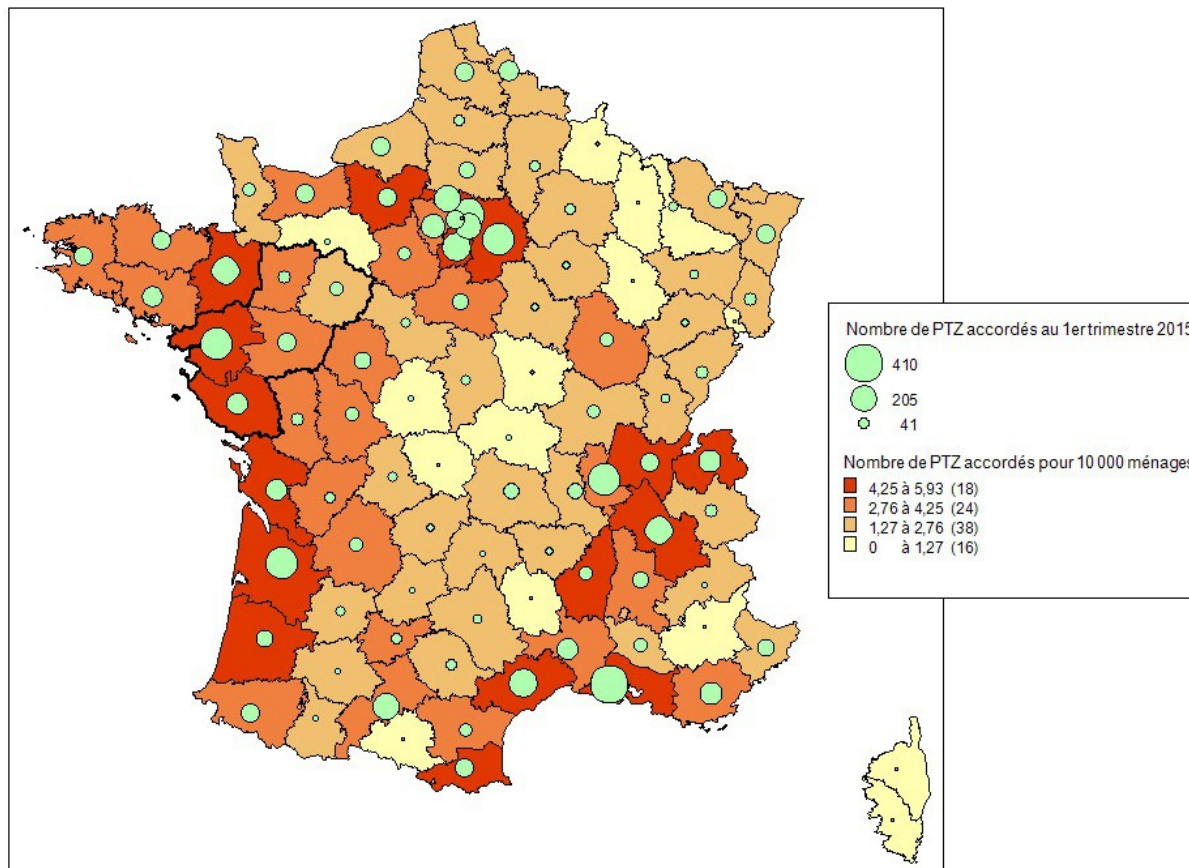 Nombre de PTZ accordés au 1er trimestre 2015
410
205
41
Nombre de PTZ accordés pour 10 000 ménages
4,25 à 5,93 (18)
2,76 à 4,25 (24)
1,27 à 2,76 (38)
0 à 1,27 (16)